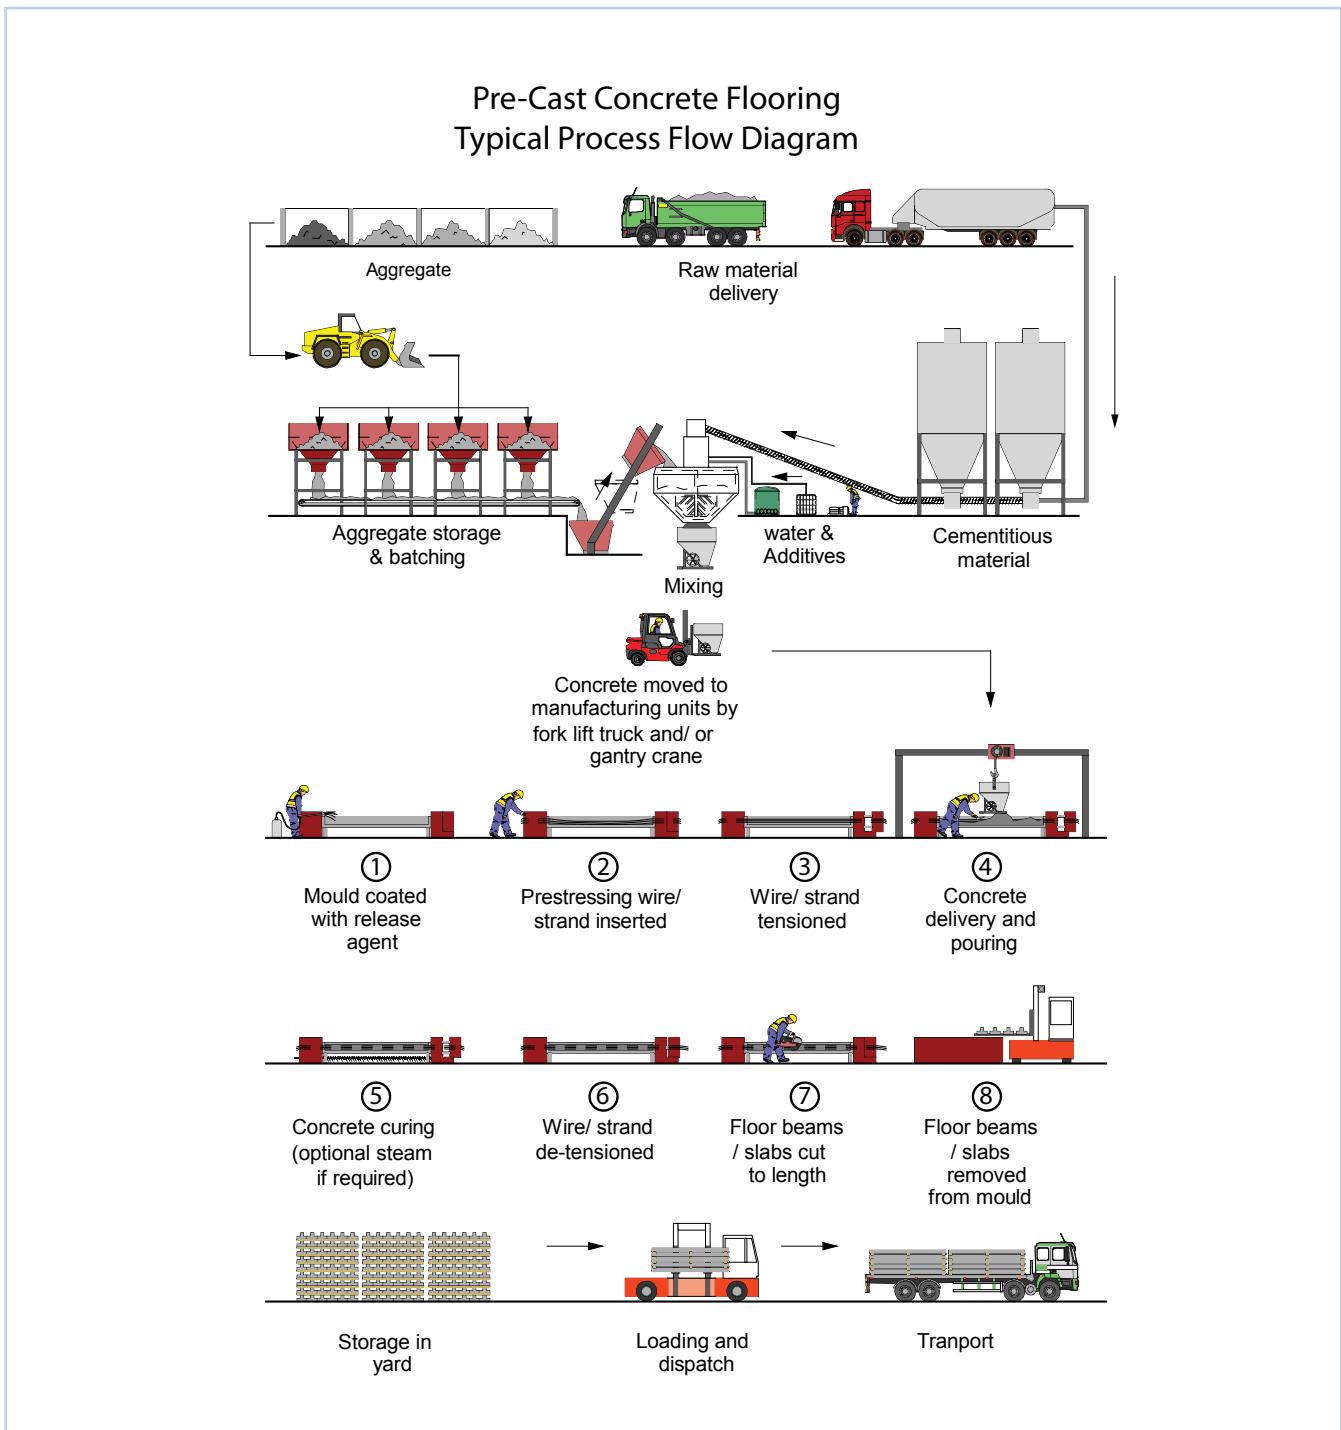 Pre-Cast Concrete Flooring
Typical Process Flow Diagram
Aggregate
Raw material
delivery
Aggregate storage
& batching
Mixing
water &
Additives
Cementitious
material
Concrete moved to
manufacturing units by
fork lift truck and/ or
gantry crane
1
Mould coated
with release
agent
2
Prestressing wire/
strand inserted
3
Wire/ strand
tensioned
4
Concrete
delivery and
pouring
5
Concrete curing
(optional steam
if required)
6
Wire/ strand
de-tensioned
7
Floor beams
/ slabs cut
to length
8
Floor beams
/ slabs
removed
from mould
Storage in
yard
Loading and
dispatch
Tranport